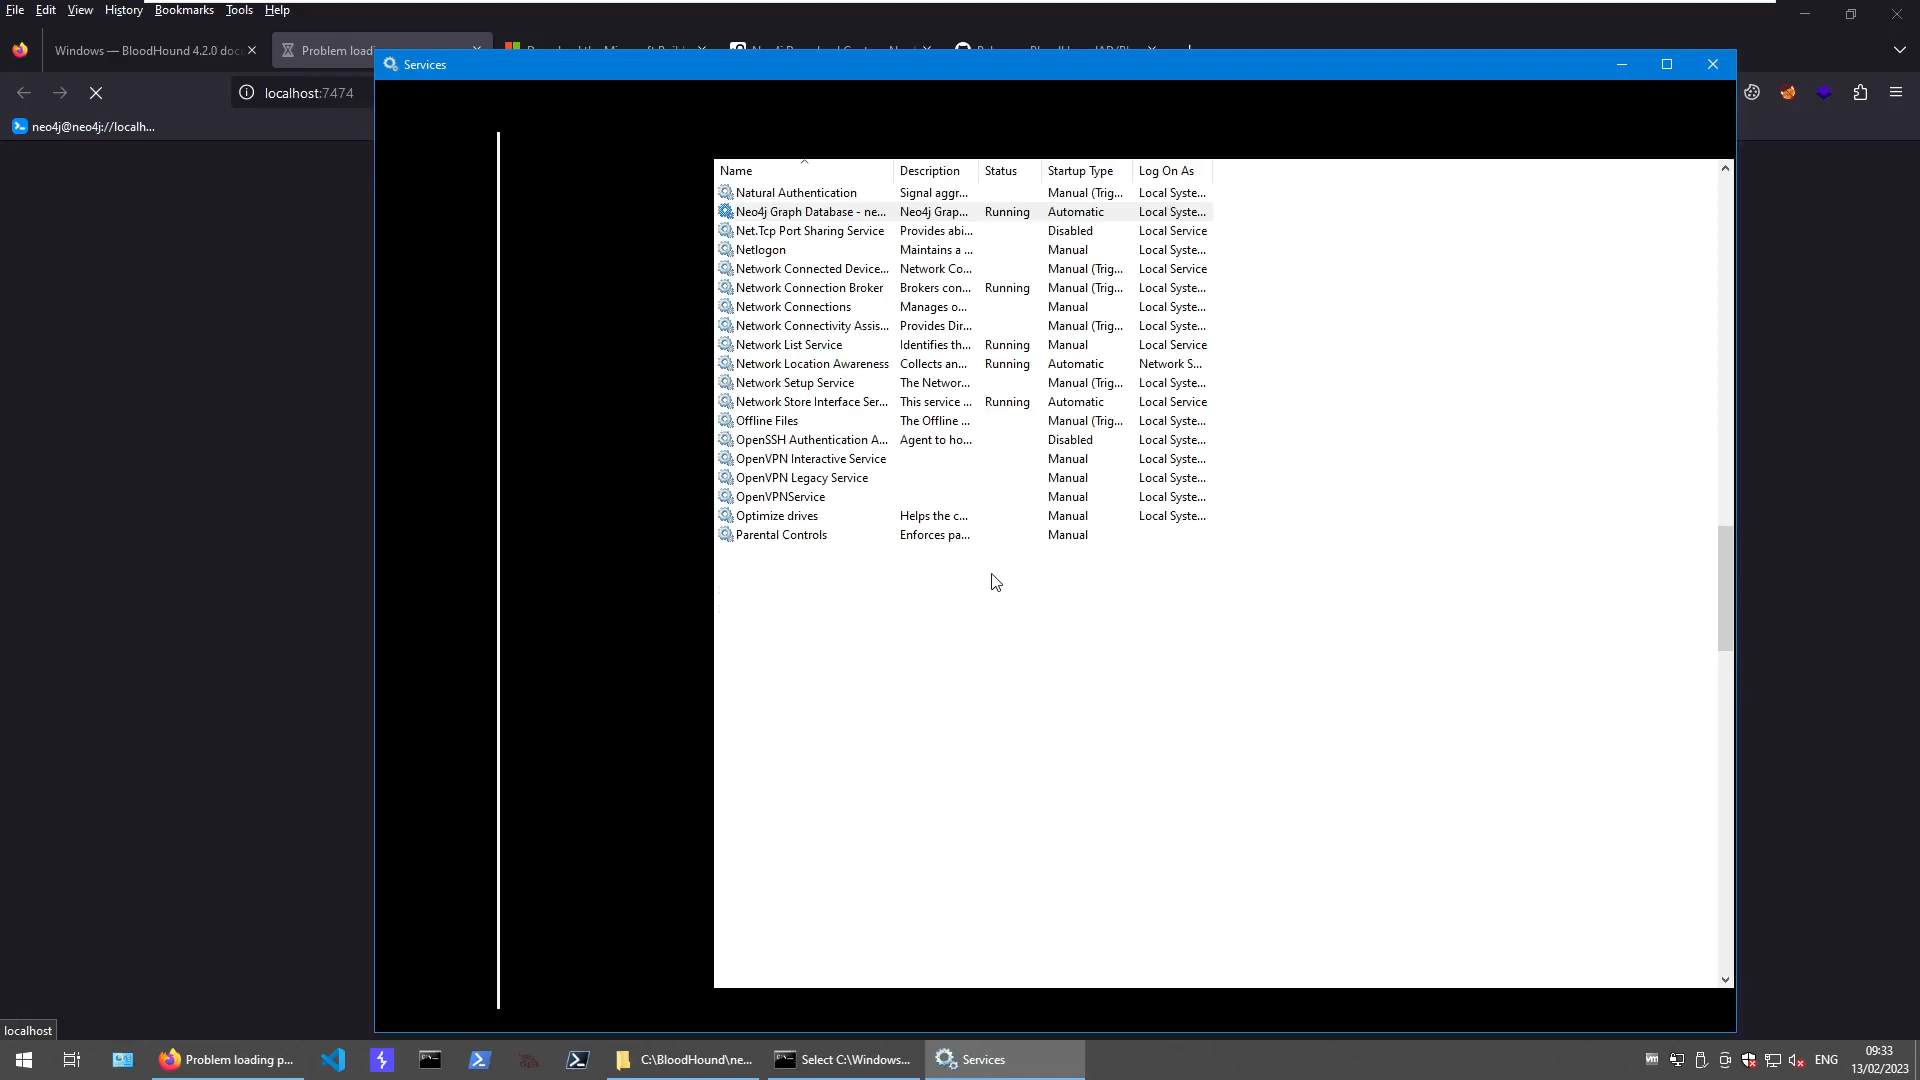 File Edit View History Bookmarks Tools Help
Windows — BloodHound 4.2.0 doc
Problem loadi
localhost:7474
neo4j@neo4j://localh...
Services
Name Description Status Startup Type Log On As
Natural Authentication Signal aggr... Manual (Trig... Local Syste...
Neo4j Graph Database - ne... Neo4j Grap... Running Automatic Local Syste...
Net.Tcp Port Sharing Service Provides abi... Disabled Local Service
Netlogon Maintains a ... Manual Local Syste...
Network Connected Device... Network Co... Manual (Trig... Local Service
Network Connection Broker Brokers con... Running Manual (Trig... Local Syste...
Network Connections Manages o... Manual Local Syste...
Network Connectivity Assis... Provides Dir... Manual (Trig... Local Syste...
Network List Service Identifies th... Running Manual Local Service
Network Location Awareness Collects an... Running Automatic Network S...
Network Setup Service The Networ... Manual (Trig... Local Syste...
Network Store Interface Ser... This service ... Running Automatic Local Service
Offline Files The Offline ... Manual (Trig... Local Syste...
OpenSSH Authentication A... Agent to ho... Disabled Local Syste...
OpenVPN Interactive Service Manual Local Syste...
OpenVPN Legacy Service Manual Local Syste...
OpenVPNService Manual Local Syste...
Optimize drives Helps the c... Manual Local Syste...
Parental Controls Enforces pa... Manual
localhost
Problem loading p...
C:\BloodHound\ne...
Select C:\Windows...
Services
ENG
09:33
13/02/2023